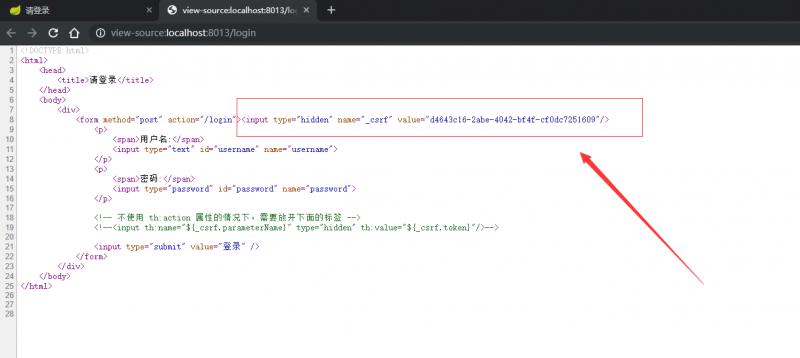 请登录
view-source:localhost:8013/log
view-source:localhost:8013/login
1 <!DOCTYPE html>
2 <html>
3 <head>
4 <title>请登录</title>
5 </head>
6 <body>
7 <div>
8 <form method="post" action="/login"><input type="hidden" name="_csrf" value="d4643c16-2abe-4042-bf4f-cf0dc7251609"/>
9 <p>
10 <span>用户名:</span>
11 <input type="text" id="username" name="username">
12 </p>
13 <p>
14 <span>密码:</span>
15 <input type="password" id="password" name="password">
16 </p>
17
18 <!-- 不使用 th:action 属性的情况下，需要放开下面的标签 -->
19 <!--<input th:name="${_csrf.parameterName}" type="hidden" th:value="${_csrf.token}"/>-->
20
21 <input type="submit" value="登录" />
22 </form>
23 </div>
24 </body>
25 </html>
26
27
28